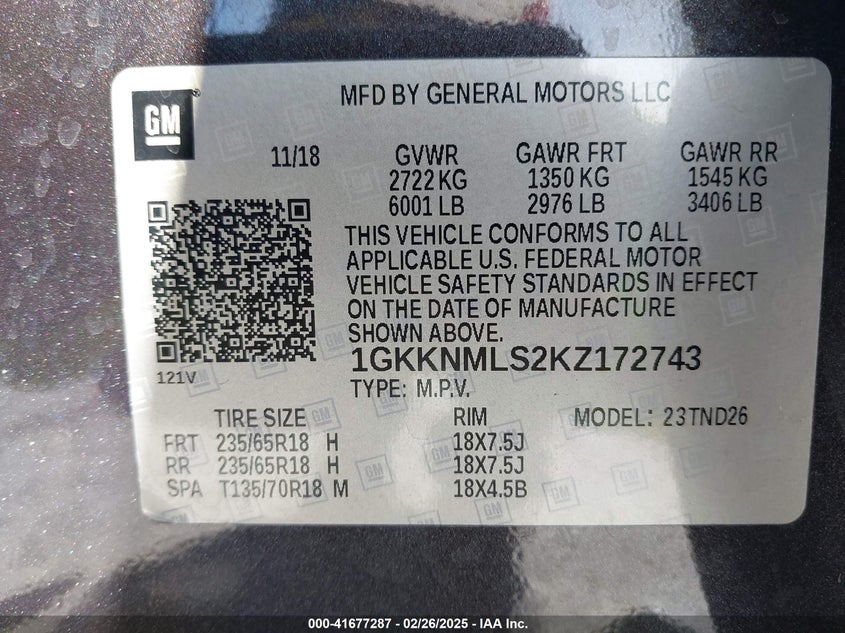 GM
MFD BY GENERAL MOTORS LLC
11/18 GVWR GAWR FRT GAWR RR
2722 KG 1350 KG 1545 KG
6001 LB 2976 LB 3406 LB
THIS VEHICLE CONFORMS TO ALL
APPLICABLE U.S. FEDERAL MOTOR
VEHICLE SAFETY STANDARDS IN EFFECT
ON THE DATE OF MANUFACTURE
SHOWN ABOVE.
1GKKNMLS2KZ172743
121V
TYPE: M.P.V.
TIRE SIZE RIM MODEL: 23TND26
FRT 235/65R18 H 18X7.5J
RR 235/65R18 H 18X7.5J
SPA T135/70R18 M 18X4.5B
000-41677287 - 02/26/2025 - IAA Inc.